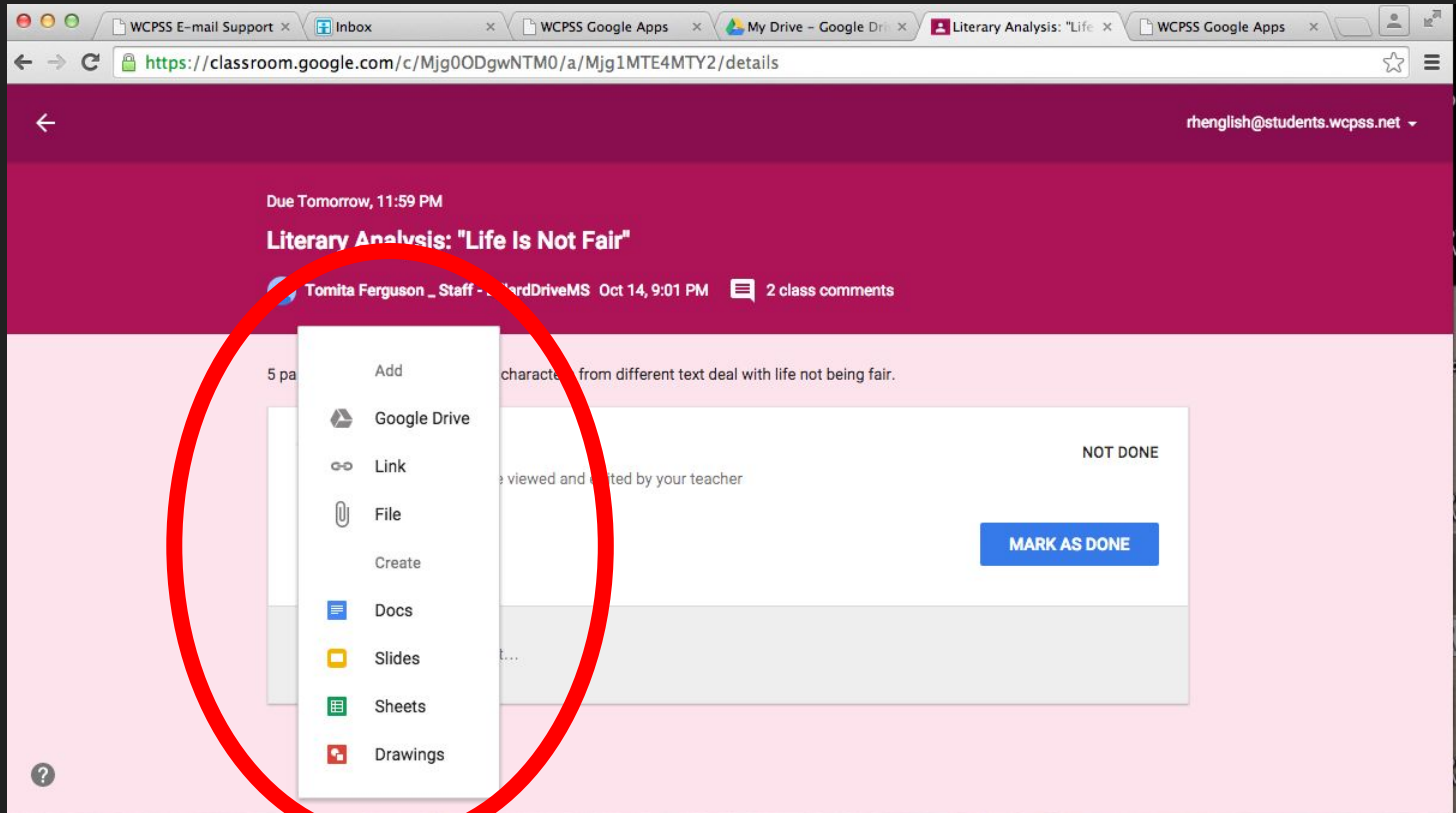 WCPSS E-mail Support
Inbox
WCPSS Google Apps
My Drive – Google Dri
Literary Analysis: "Life
WCPSS Google Apps
https://classroom.google.com/c/Mjg0ODgwNTM0/a/Mjg1MTE4MTY2/details
rhenglish@students.wcpss.net
Due Tomorrow, 11:59 PM
Literary Analysis: "Life Is Not Fair"
Tomita Ferguson _ Staff - Oct 14, 9:01 PM 2 class comments
5 from different text deal with life not being fair.
Add
Google Drive
Link
File
Create
Docs
Slides
Sheets
Drawings
viewed and by your teacher
NOT DONE
MARK AS DONE